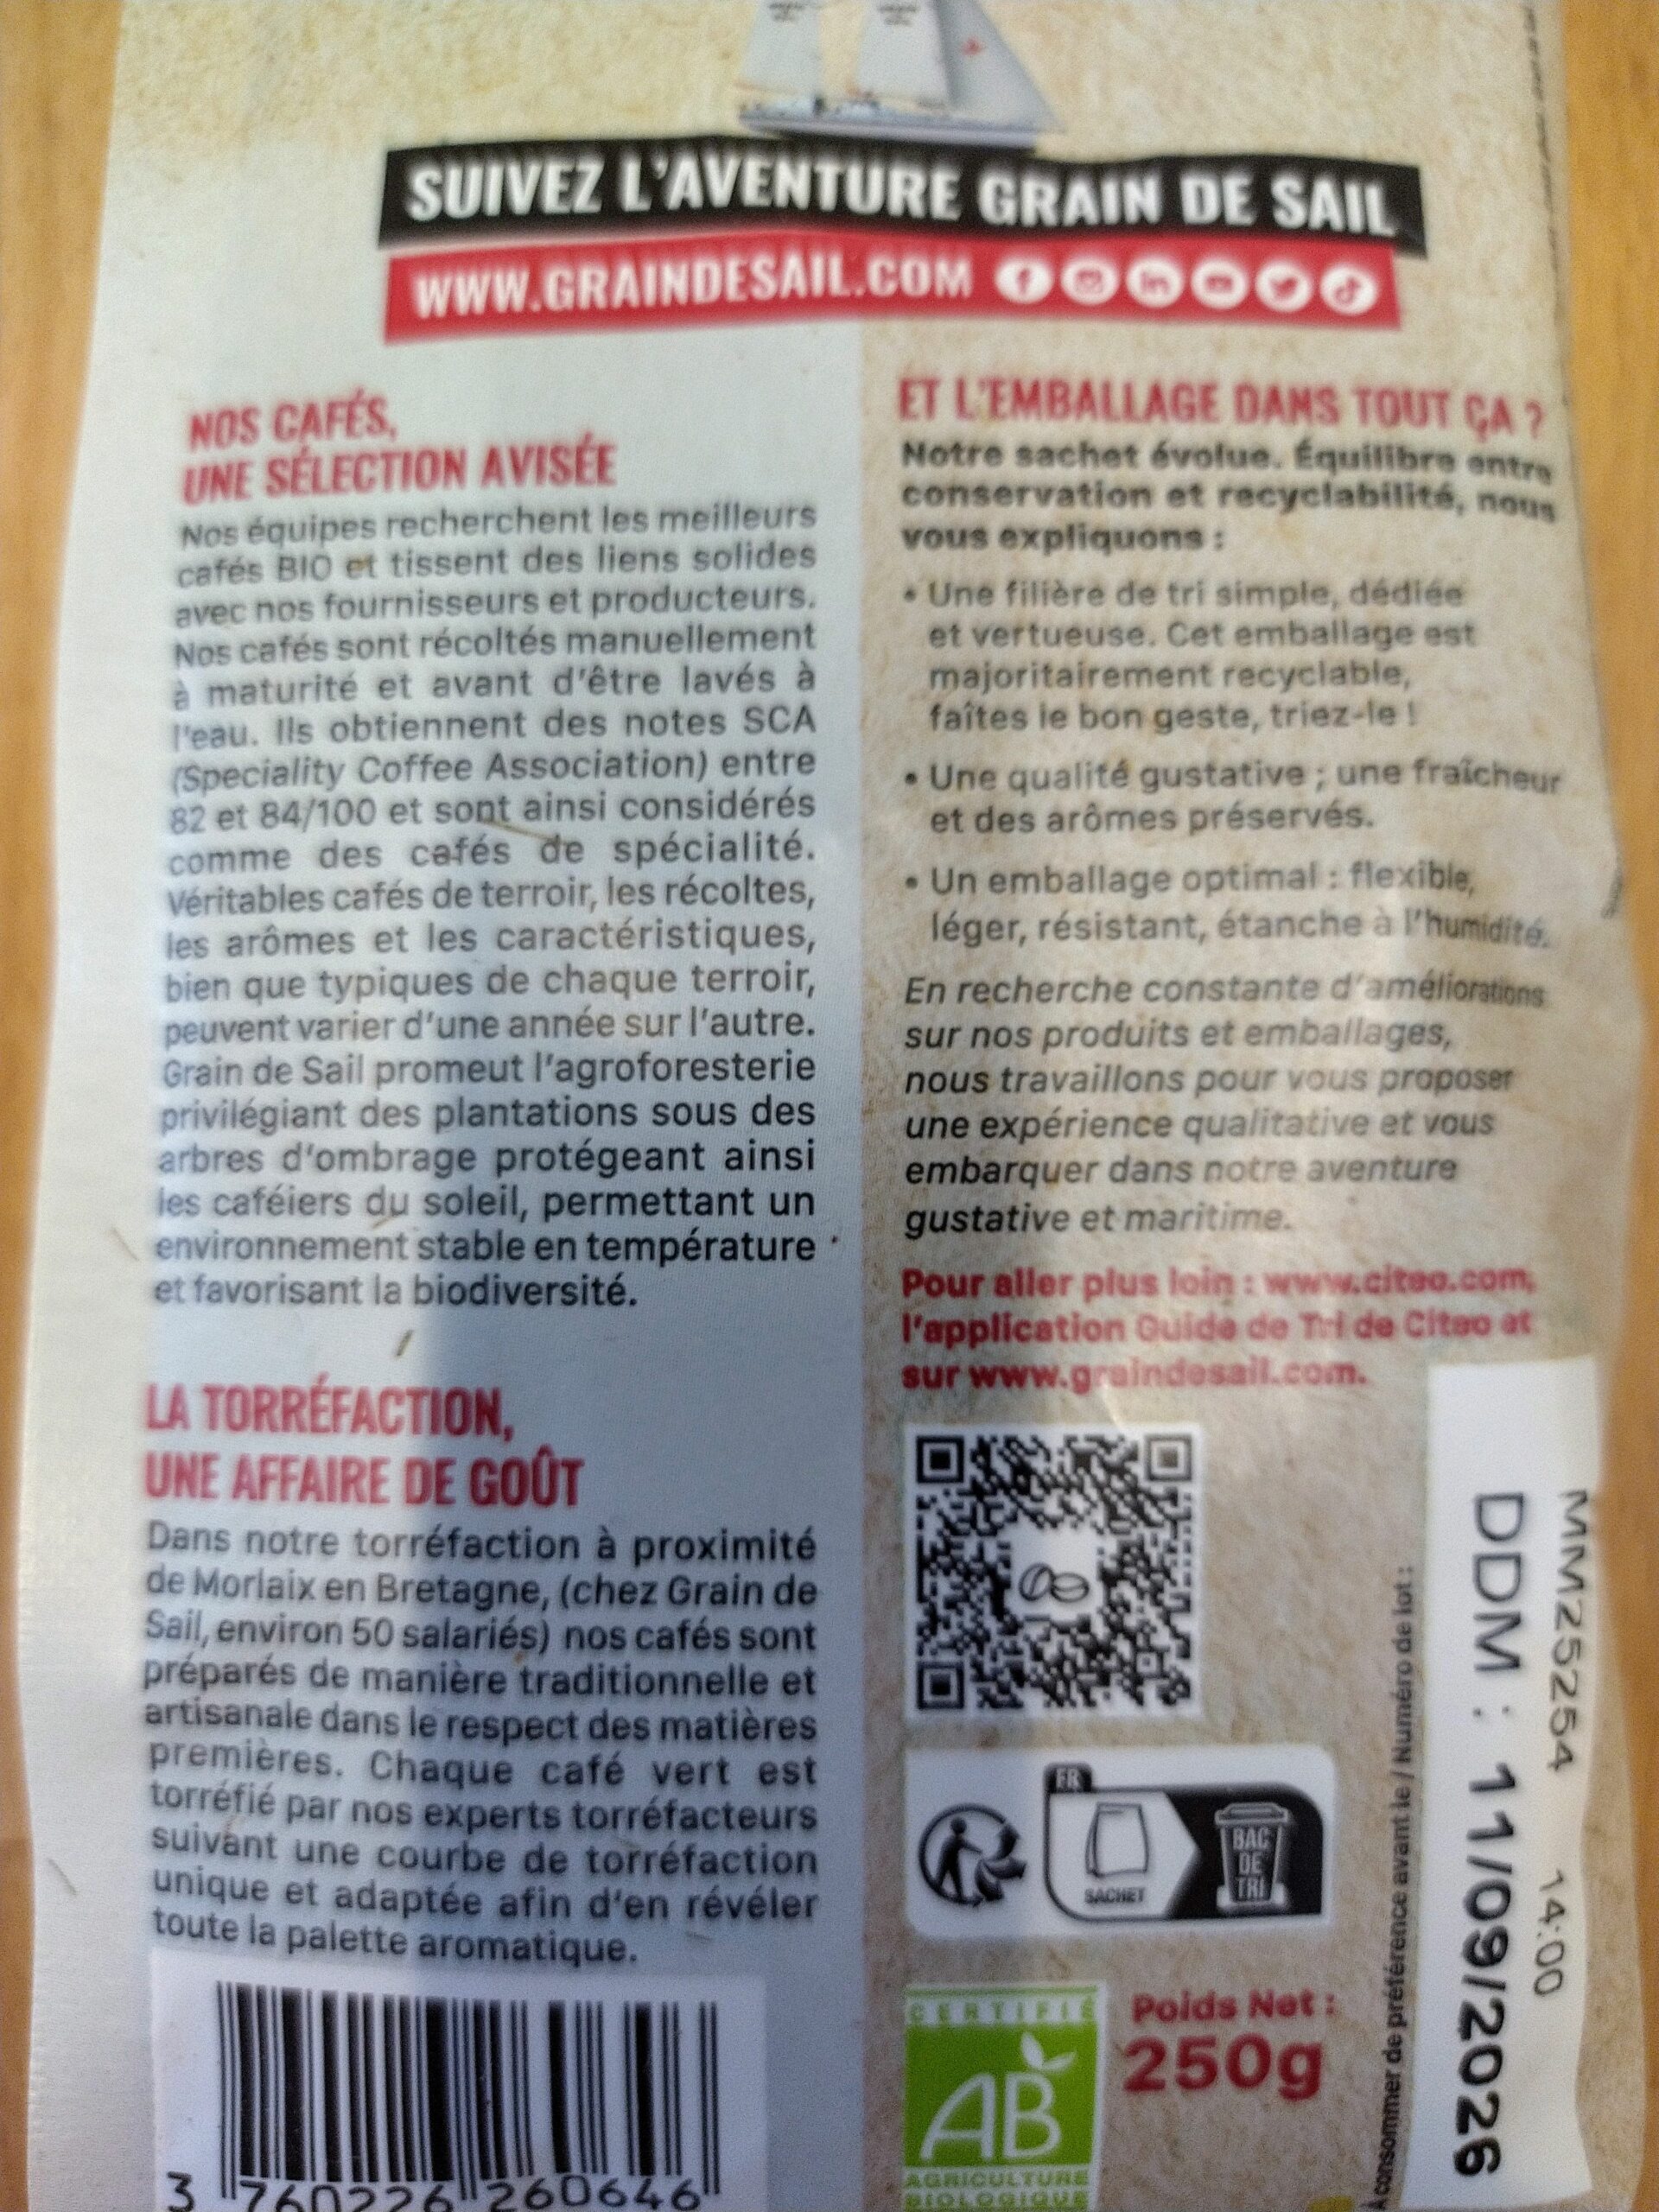 SUIVEZ L'AVENTURE GRAIN DE SAIL
WWW.GRAINDESAIL.COM
NOS CAFÉS,
UNE SÉLECTION AVISÉE
Nos équipes recherchent les meilleurs
cafés BIO et tissent des liens solides
avec nos fournisseurs et producteurs.
Nos cafés sont récoltés manuellement
à maturité et avant d'être lavés à
l'eau. Ils obtiennent des notes SCA
(Speciality Coffee Association) entre
82 et 84/100 et sont ainsi considérés
comme des cafés de spécialité.
Véritables cafés de terroir, les récoltes,
les arômes et les caractéristiques,
bien que typiques de chaque terroir,
peuvent varier d'une année sur l'autre.
Grain de Sail promeut l'agroforesterie
privilégiant des plantations sous des
arbres d'ombrage protégeant ainsi
les caféiers du soleil, permettant un
environnement stable en température
et favorisant la biodiversité.
LA TORRÉFACTION,
UNE AFFAIRE DE GOÛT
Dans notre torréfaction à proximité
de Morlaix en Bretagne, (chez Grain de
Sail, environ 50 salariés) nos cafés sont
préparés de manière traditionnelle et
artisanale dans le respect des matières
premières. Chaque café vert est
torréfié par nos experts torréfacteurs
suivant une courbe de torréfaction
unique et adaptée afin d'en révéler
toute la palette aromatique.
3 760226 260646
ET L'EMBALLAGE DANS TOUT ÇA ?
Notre sachet évolue. Équilibre entre
conservation et recyclabilité, nous
vous expliquons :
• Une filière de tri simple, dédiée
et vertueuse. Cet emballage est
majoritairement recyclable,
faîtes le bon geste, triez-le !
• Une qualité gustative ; une fraîcheur
et des arômes préservés.
• Un emballage optimal : flexible,
léger, résistant, étanche à l'humidité.
En recherche constante d'améliorations
sur nos produits et emballages,
nous travaillons pour vous proposer
une expérience qualitative et vous
embarquer dans notre aventure
gustative et maritime.
Pour aller plus loin : www.citeo.com,
l'application Guide de Tri de Citeo et
sur www.graindesail.com.
FR
SACHET
BAC
DE
TRI
CERTIFIÉ
AB
AGRICULTURE
BIOLOGIQUE
Poids Net :
250g
À consommer de préférence avant le / Numéro de lot :
MM25254 14:00
DDM : 11/09/2026